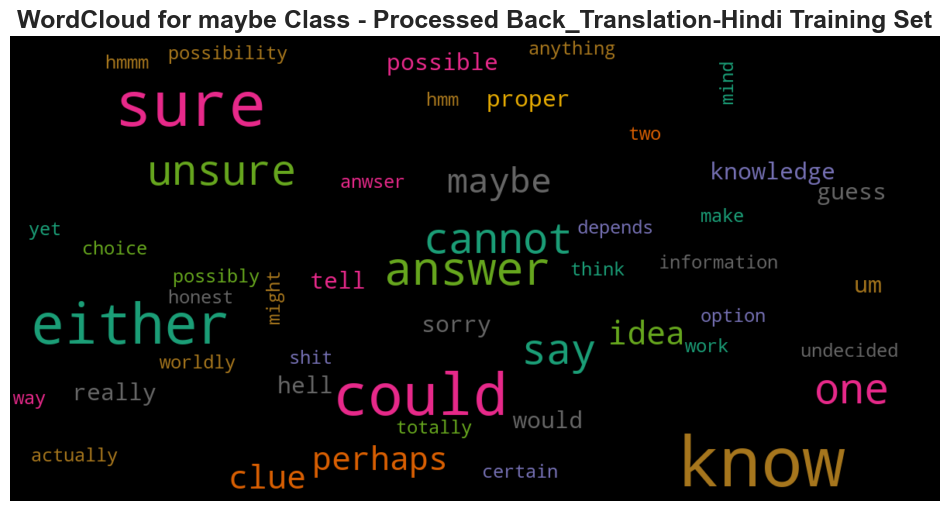 WordCloud for maybe Class - Processed Back_Translation-Hindi Training Set
anything
possibility
hmmm
possible
mind
hmm
proper
sure
two
unsure
knowledge
anwser
maybe
guess
make
yet
depends
cannot
choice
answer
think
information
possibly
tell
um
honest
might
option
either
sorry
idea
say
work
undecided
worldly
shit
hell
really
way
could
one
would
totally
actually
perhaps
know
certain
clue